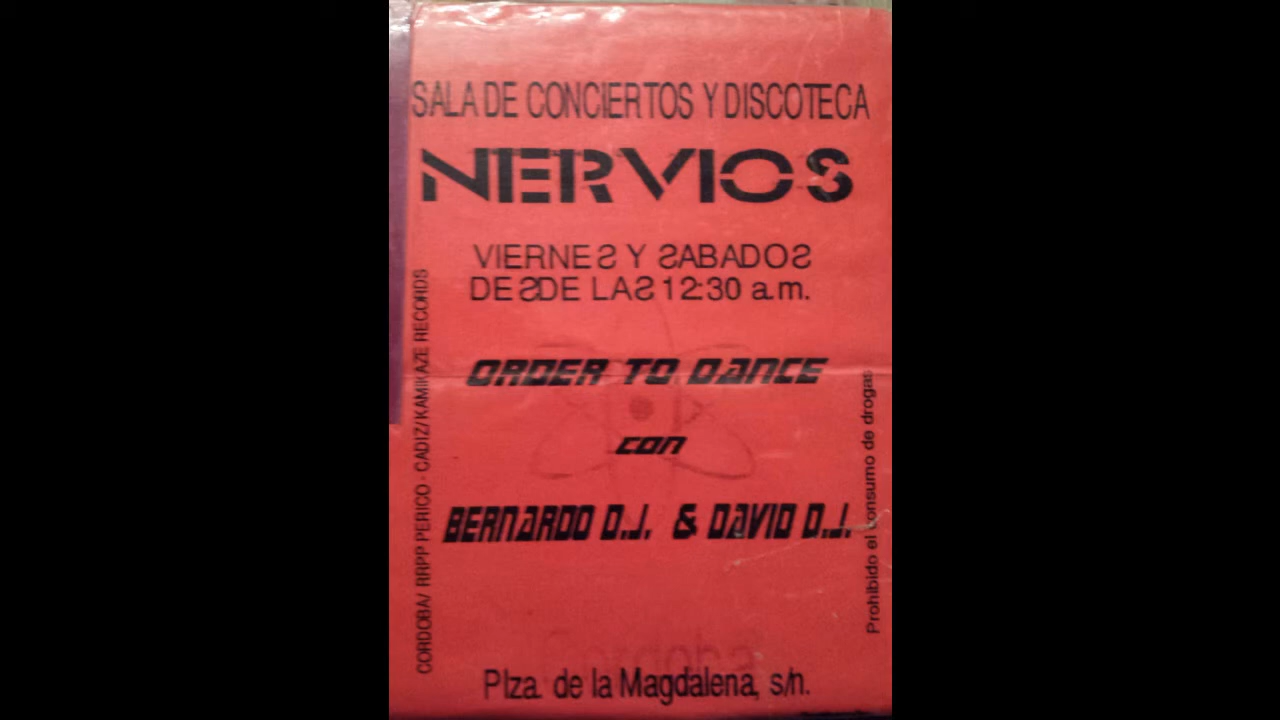 SALA DE CONCIERTOS Y DISCOTECA
NERVIOS
VIERNES Y SABADOS
DESDE LAS 12:30 a.m.
ORDER TO DANCE
con
BERNARDO D.J. & DAVID D.J.
Cordoba
Plza. de la Magdalena, s/n.
CORDOBA/ RRPP PERICO - CADIZ/KAMIKAZE RECORDS
Prohibido el consumo de drogas